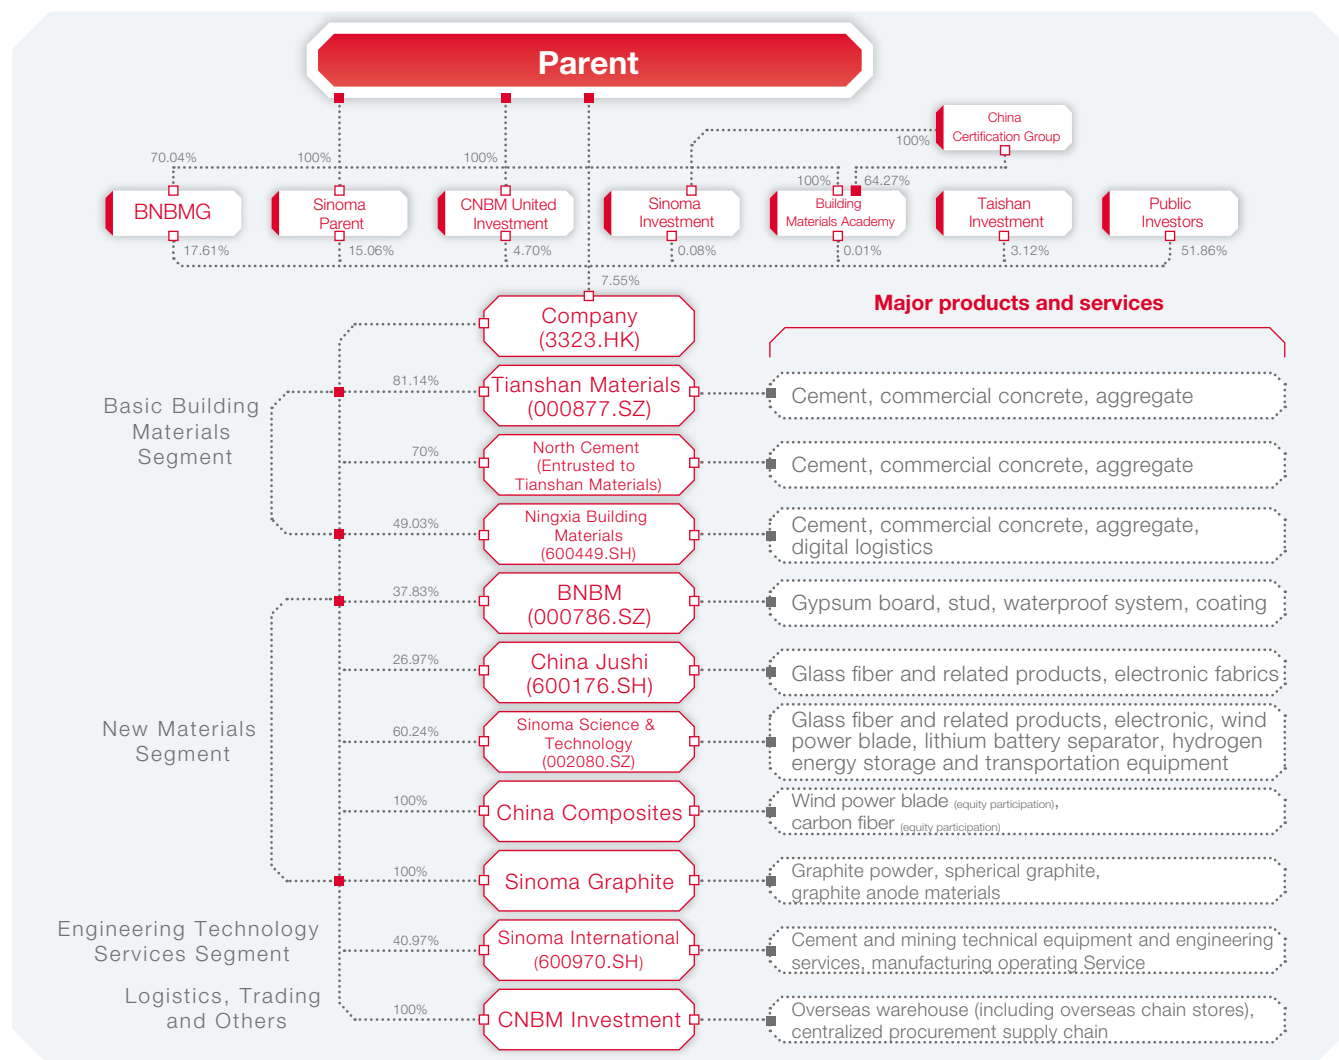 Parent
China
Certification Group
100%
70.04%
100%
100%
100%
64.27%
BNBMG
Sinoma
Parent
CNBM United
Investment
Sinoma
Investment
Building
Materials Academy
Taishan
Investment
Public
Investors
17.61%
15.06%
4.70%
0.08%
0.01%
3.12%
51.86%
7.55%
Company
(3323.HK)
Major products and services
Basic Building
Materials
Segment
81.14%
Tianshan Materials
(000877.SZ)
Cement, commercial concrete, aggregate
70%
North Cement
(Entrusted to
Tianshan Materials)
Cement, commercial concrete, aggregate
49.03%
Ningxia Building
Materials
(600449.SH)
Cement, commercial concrete, aggregate,
digital logistics
New Materials
Segment
37.83%
BNBM
(000786.SZ)
Gypsum board, stud, waterproof system, coating
26.97%
China Jushi
(600176.SH)
Glass fiber and related products, electronic fabrics
60.24%
Sinoma Science &
Technology
(002080.SZ)
Glass fiber and related products, electronic, wind
power blade, lithium battery separator, hydrogen
energy storage and transportation equipment
100%
China Composites
Wind power blade (equity participation),
carbon fiber (equity participation)
100%
Sinoma Graphite
Graphite powder, spherical graphite,
graphite anode materials
Engineering Technology
Services Segment
40.97%
Sinoma International
(600970.SH)
Cement and mining technical equipment and engineering
services, manufacturing operating Service
Logistics, Trading
and Others
100%
CNBM Investment
Overseas warehouse (including overseas chain stores),
centralized procurement supply chain